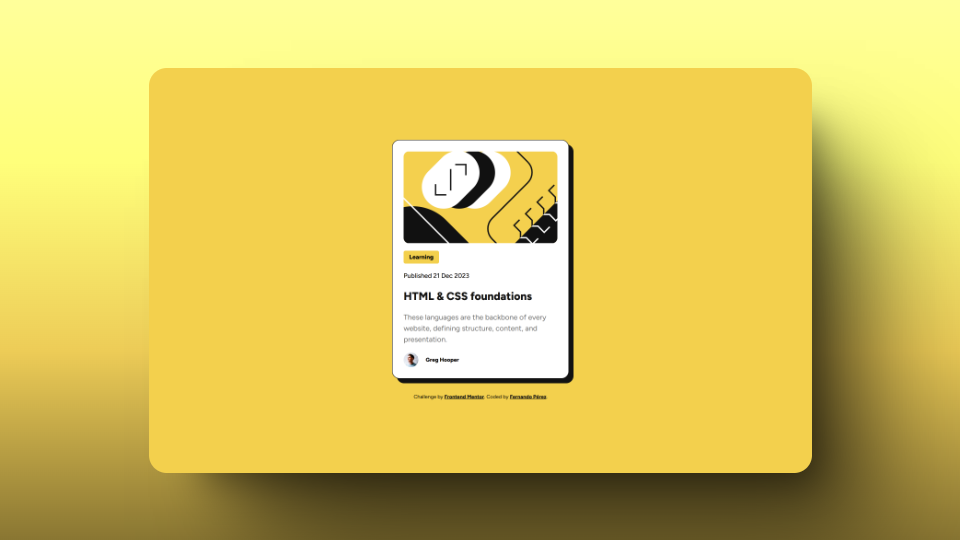 Learning
Published 21 Dec 2023
HTML & CSS foundations
These languages are the backbone of every
website, defining structure, content, and
presentation.
Greg Hooper
Challenge by Frontend Mentor. Coded by Fernando Pérez.